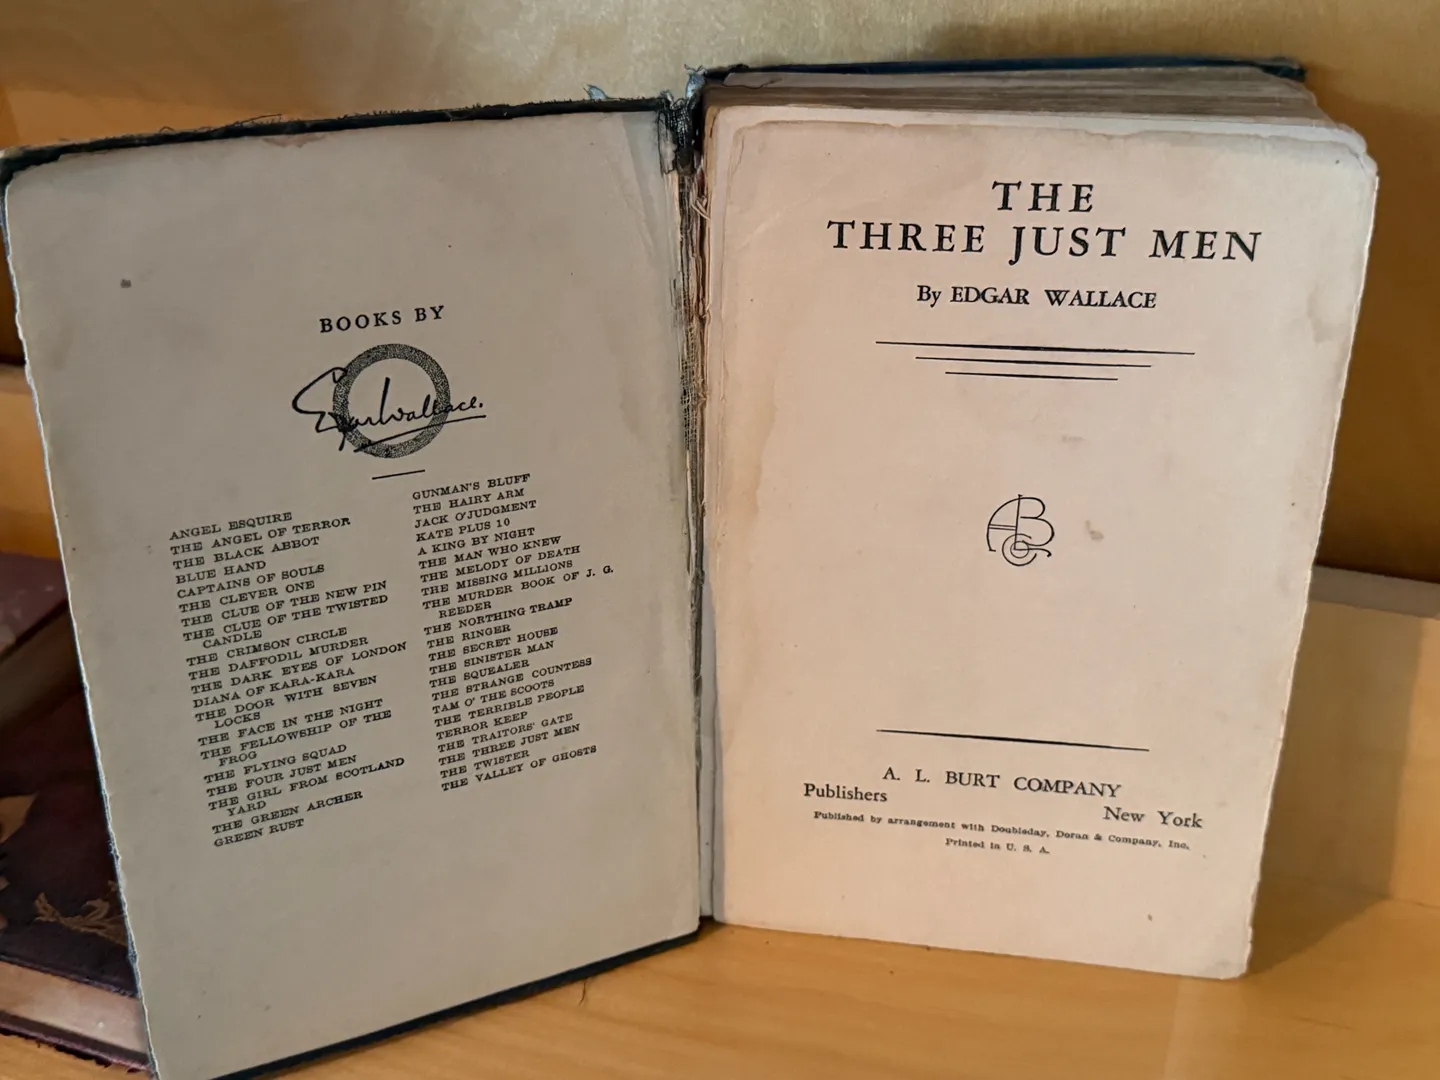 BOOKS BY
Edgar Wallace.
ANGEL ESQUIRE
THE ANGEL OF TERROR
THE BLACK ABBOT
BLUE HAND
CAPTAINS OF SOULS
THE CLEVER ONE
THE CLUE OF THE NEW PIN
THE CLUE OF THE TWISTED
CANDLE
THE CRIMSON CIRCLE
THE DAFFODIL MURDER
THE DARK EYES OF LONDON
DIANA OF KARA-KARA
THE DOOR WITH SEVEN
LOCKS
THE FACE IN THE NIGHT
THE FELLOWSHIP OF THE
FROG
THE FLYING SQUAD
THE FOUR JUST MEN
THE GIRL FROM SCOTLAND
YARD
THE GREEN ARCHER
GREEN RUST
GUNMAN'S BLUFF
THE HAIRY ARM
JACK O'JUDGMENT
KATE PLUS 10
A KING BY NIGHT
THE MAN WHO KNEW
THE MELODY OF DEATH
THE MISSING MILLIONS
THE MURDER BOOK OF J. G.
REEDER
THE NORTHING TRAMP
THE RINGER
THE SECRET HOUSE
THE SINISTER MAN
THE SQUEALER
THE STRANGE COUNTESS
TAM O' THE SCOOTS
THE TERRIBLE PEOPLE
TERROR KEEP
THE TRAITORS' GATE
THE THREE JUST MEN
THE TWISTER
THE VALLEY OF GHOSTS
THE
THREE JUST MEN
By EDGAR WALLACE
ABC
A. L. BURT COMPANY
Publishers New York
Published by arrangement with Doubleday, Doran & Company, Inc.
Printed in U. S. A.